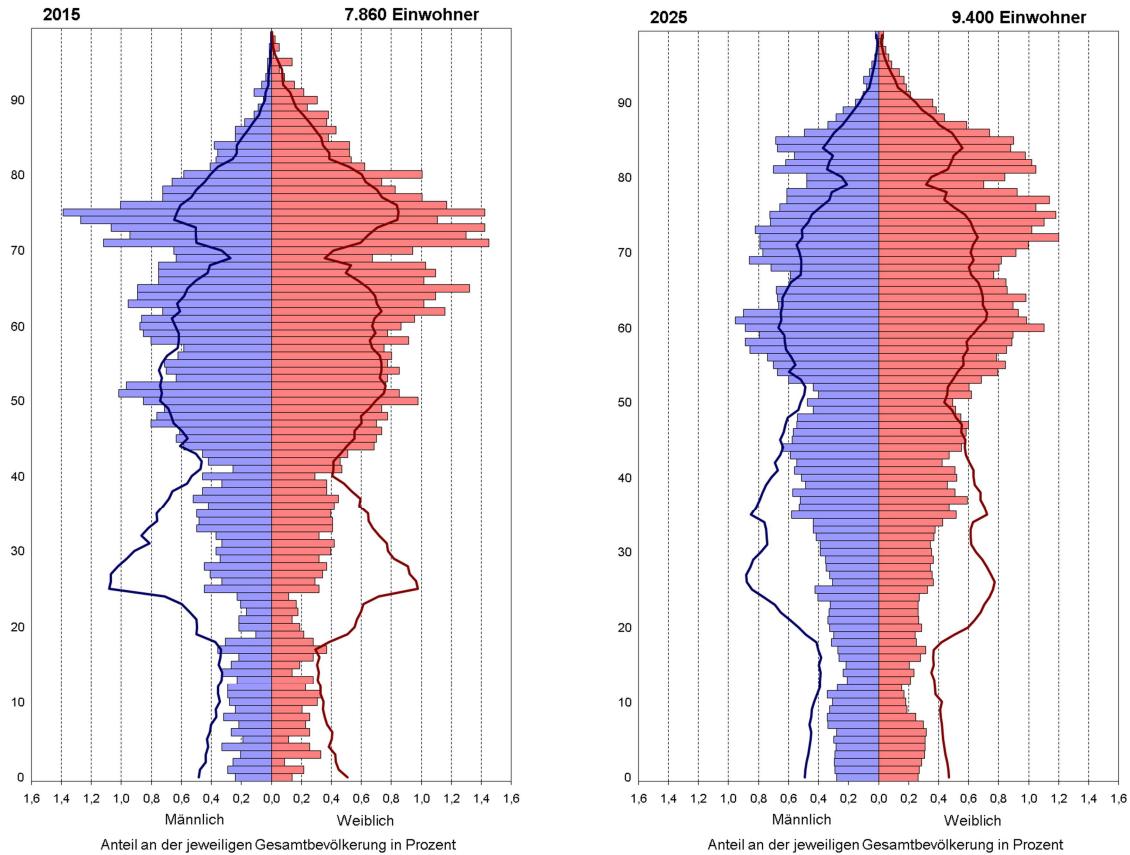 2015 7.860 Einwohner
90
80
70
60
50
40
30
20
10
0
1,6 1,4 1,2 1,0 0,8 0,6 0,4 0,2 0,0 0,2 0,4 0,6 0,8 1,0 1,2 1,4 1,6
Männlich Weiblich
Anteil an der jeweiligen Gesamtbevölkerung in Prozent
2025 9.400 Einwohner
90
80
70
60
50
40
30
20
10
0
1,6 1,4 1,2 1,0 0,8 0,6 0,4 0,2 0,0 0,2 0,4 0,6 0,8 1,0 1,2 1,4 1,6
Männlich Weiblich
Anteil an der jeweiligen Gesamtbevölkerung in Prozent